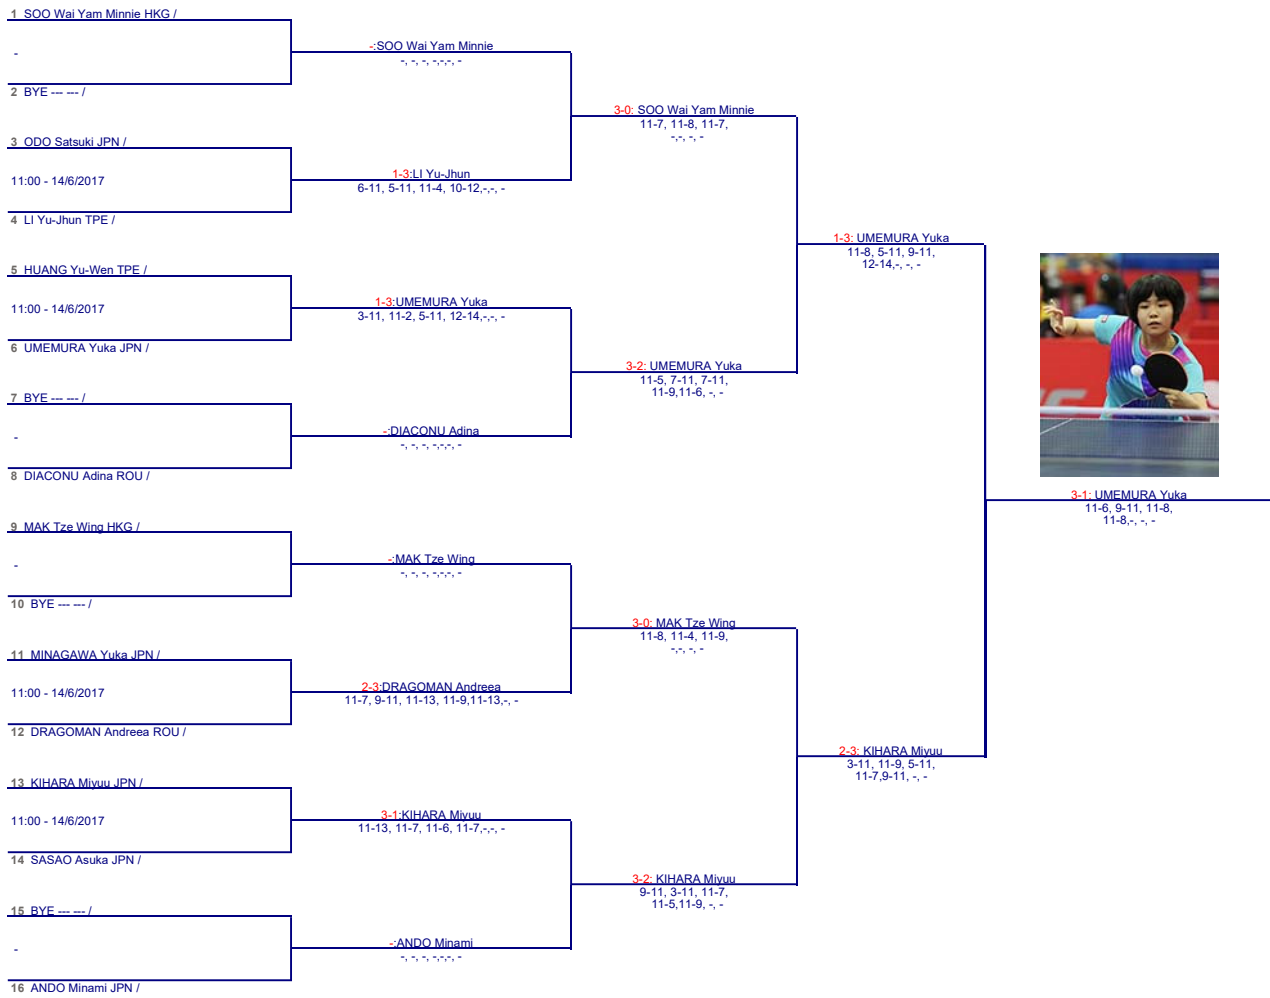 1 SOO Wai Yam Minnie HKG /
-
2 BYE --- --- /
3 ODO Satsuki JPN /
11:00 - 14/6/2017
4 LI Yu-Jhun TPE /
5 HUANG Yu-Wen TPE /
11:00 - 14/6/2017
6 UMEMURA Yuka JPN /
7 BYE --- --- /
-
8 DIACONU Adina ROU /
9 MAK Tze Wing HKG /
-
10 BYE --- --- /
11 MINAGAWA Yuka JPN /
11:00 - 14/6/2017
12 DRAGOMAN Andreea ROU /
13 KIHARA Miyuu JPN /
11:00 - 14/6/2017
14 SASAO Asuka JPN /
15 BYE --- --- /
-
16 ANDO Minami JPN /
-:SOO Wai Yam Minnie
-, -, -, -,-,-, -
1-3:LI Yu-Jhun
6-11, 5-11, 11-4, 10-12,-,-, -
1-3:UMEMURA Yuka
3-11, 11-2, 5-11, 12-14,-,-, -
-:DIACONU Adina
-, -, -, -,-,-, -
-:MAK Tze Wing
-, -, -, -,-,-, -
2-3:DRAGOMAN Andreea
11-7, 9-11, 11-13, 11-9,11-13,-, -
3-1:KIHARA Miyuu
11-13, 11-7, 11-6, 11-7,-,-, -
-:ANDO Minami
-, -, -, -,-,-, -
3-0: SOO Wai Yam Minnie
11-7, 11-8, 11-7,
-,-, -, -
3-2: UMEMURA Yuka
11-5, 7-11, 7-11,
11-9,11-6, -, -
3-0: MAK Tze Wing
11-8, 11-4, 11-9,
-,-, -, -
3-2: KIHARA Miyuu
9-11, 3-11, 11-7,
11-5,11-9, -, -
1-3: UMEMURA Yuka
11-8, 5-11, 9-11,
12-14,-, -, -
2-3: KIHARA Miyuu
3-11, 11-9, 5-11,
11-7,9-11, -, -
3-1: UMEMURA Yuka
11-6, 9-11, 11-8,
11-8,-, -, -